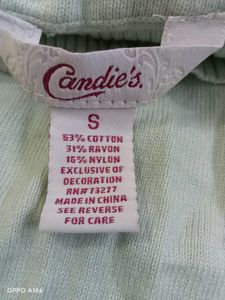 Candie's.
S
53% COTTON
31% RAYON
16% NYLON
EXCLUSIVE OF
DECORATION
RN#73277
MADE IN CHINA
SEE REVERSE
FOR CARE
OPPO A3s6